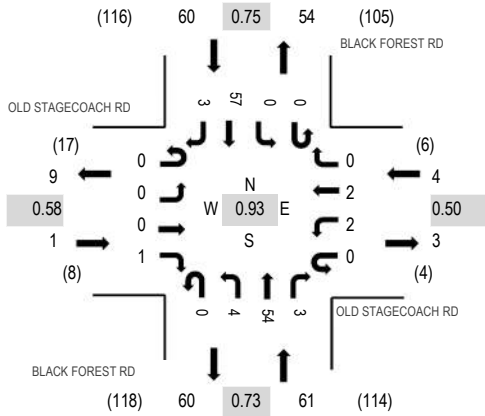 (116) 60 0.75 54 (105)
BLACK FOREST RD
OLD STAGECOACH RD
3 57 0 0
(17)
9
0.58
1
(8)
0
0
0
1
N
W 0.93 E
S
0
2
2
0
(6)
4
0.50
3
(4)
0 4 54 3
OLD STAGECOACH RD
BLACK FOREST RD
(118) 60 0.73 61 (114)